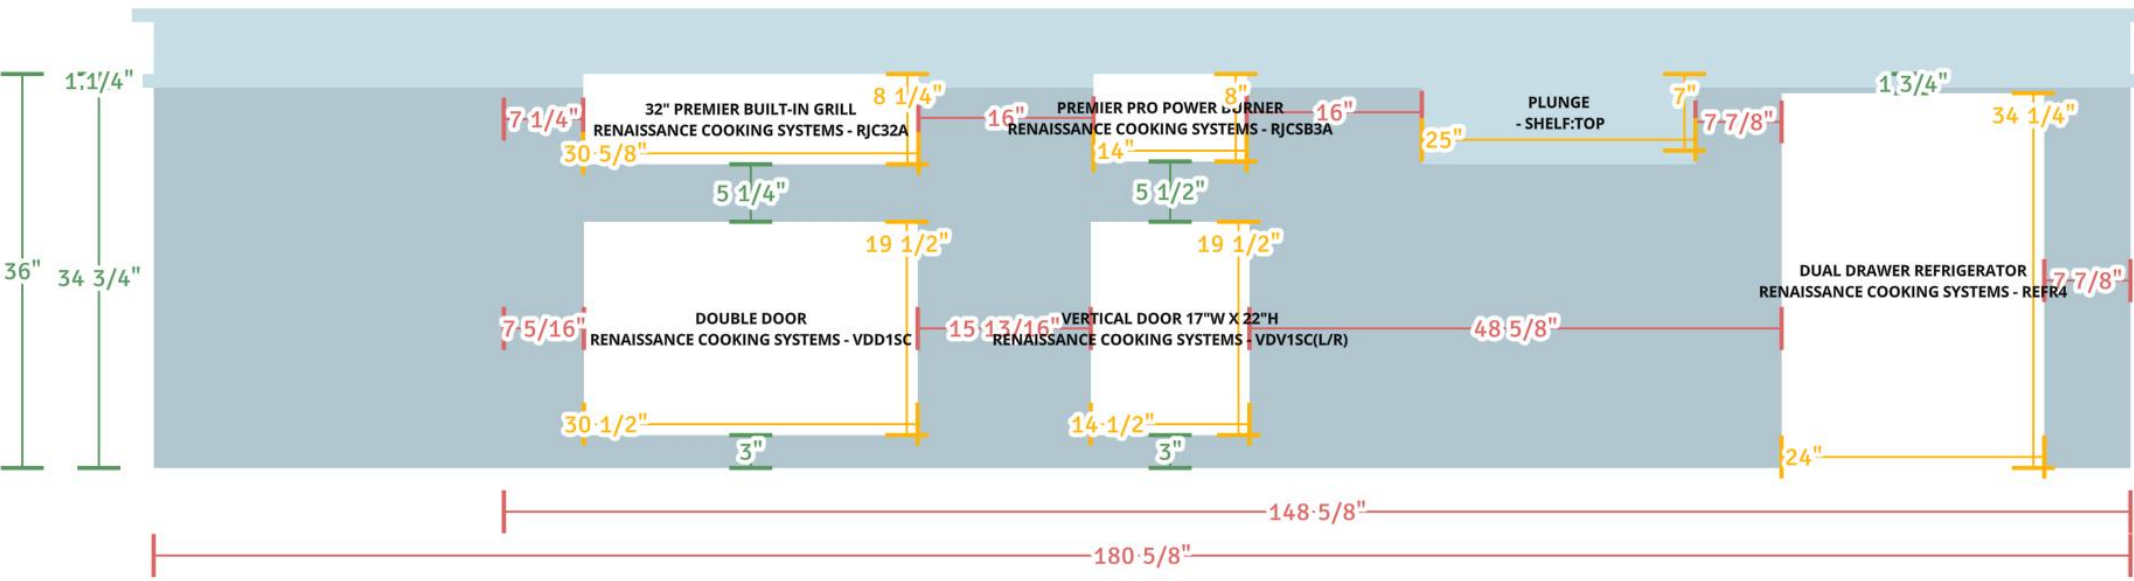 1 1/4"
36"
34 3/4"
7 1/4"
32" PREMIER BUILT-IN GRILL
RENAISSANCE COOKING SYSTEMS - RJC32A
8 1/4"
30 5/8"
16"
PREMIER PRO POWER BURNER
RENAISSANCE COOKING SYSTEMS - RJCSB3A
8"
14"
16"
PLUNGE
- SHELF:TOP
7"
25"
7 7/8"
1 3/4"
34 1/4"
5 1/4"
5 1/2"
19 1/2"
19 1/2"
7 5/16"
DOUBLE DOOR
RENAISSANCE COOKING SYSTEMS - VDD1SC
15 13/16"
VERTICAL DOOR 17"W X 22"H
RENAISSANCE COOKING SYSTEMS - VDV1SC(L/R)
48 5/8"
DUAL DRAWER REFRIGERATOR
RENAISSANCE COOKING SYSTEMS - REFR4
7 7/8"
30 1/2"
14 1/2"
3"
3"
24"
148 5/8"
180 5/8"